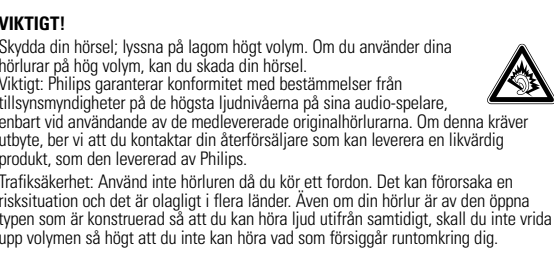 VIKTIGT!
Skydda din hörsel; lyssna på lagom högt volym. Om du använder dina
hörlurar på hög volym, kan du skada din hörsel.
Viktigt: Philips garanterar konformitet med bestämmelser från
tillsynsmyndigheter på de högsta ljudnivåerna på sina audio-spelare,
enbart vid användande av de medlevererade originalhörlurarna. Om denna kräver
utbyte, ber vi att du kontaktar din återförsäljare som kan leverera en likvärdig
produkt, som den levererad av Philips.
Trafiksäkerhet: Använd inte hörluren då du kör ett fordon. Det kan förorsaka en
risksituation och det är olagligt i flera länder. Även om din hörlur är av den öppna
typen som är konstruerad så att du kan höra ljud utifrån samtidigt, skall du inte vrida
upp volymen så högt att du inte kan höra vad som försiggår runtomkring dig.